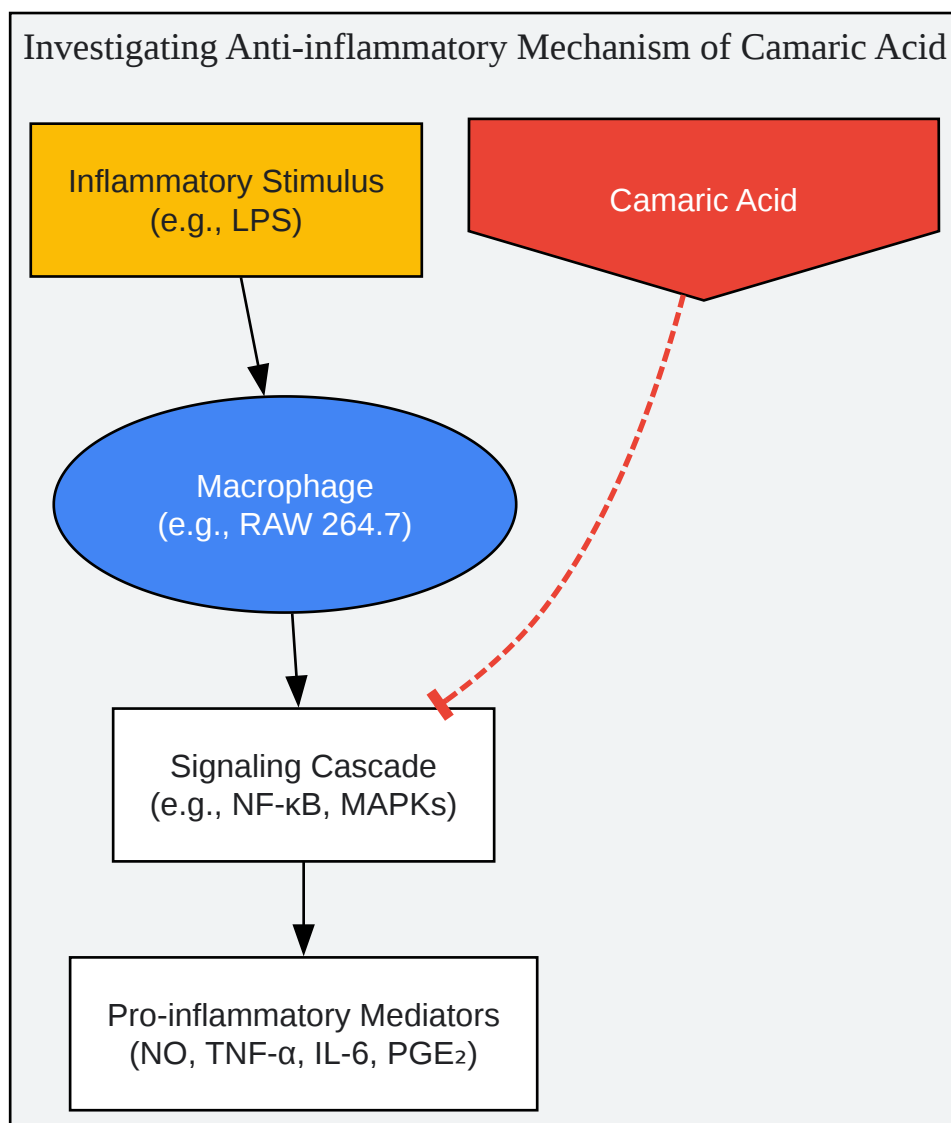 Investigating Anti-inflammatory Mechanism of Camaric Acid
Inflammatory Stimulus
(e.g., LPS)
Camaric Acid
Macrophage
(e.g., RAW 264.7)
Signaling Cascade
(e.g., NF-κB, MAPKs)
Pro-inflammatory Mediators
(NO, TNF-α, IL-6, PGE₂)